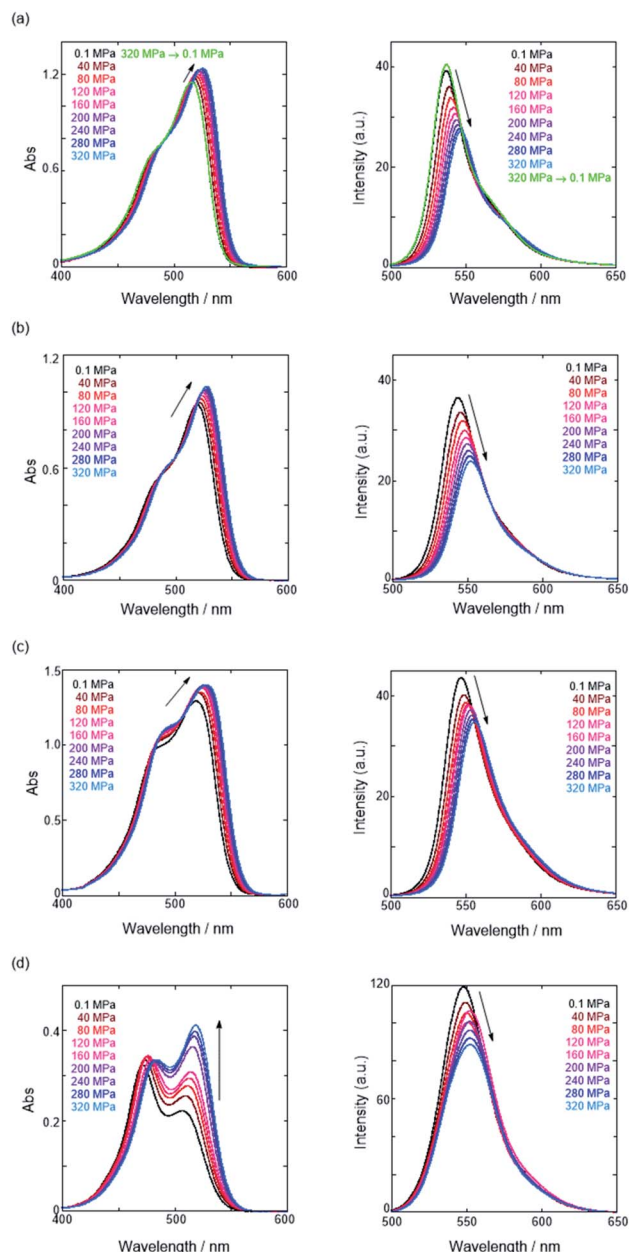 (a)
Abs
1.2
0.8
0.4
0
0.1 MPa 320 MPa → 0.1 MPa
40 MPa
80 MPa
120 MPa
160 MPa
200 MPa
240 MPa
280 MPa
320 MPa
400 500 600
Wavelength / nm
Intensity (a.u.)
40
20
0
0.1 MPa
40 MPa
80 MPa
120 MPa
160 MPa
200 MPa
240 MPa
280 MPa
320 MPa
320 MPa → 0.1 MPa
500 550 600 650
Wavelength / nm
(b)
Abs
1.2
0.6
0
0.1 MPa
40 MPa
80 MPa
120 MPa
160 MPa
200 MPa
240 MPa
280 MPa
320 MPa
400 500 600
Wavelength / nm
Intensity (a.u.)
40
20
0
0.1 MPa
40 MPa
80 MPa
120 MPa
160 MPa
200 MPa
240 MPa
280 MPa
320 MPa
500 550 600 650
Wavelength / nm
(c)
Abs
1.5
1.0
0.5
0
0.1 MPa
40 MPa
80 MPa
120 MPa
160 MPa
200 MPa
240 MPa
280 MPa
320 MPa
400 500 600
Wavelength / nm
Intensity (a.u.)
40
20
0
0.1 MPa
40 MPa
80 MPa
120 MPa
160 MPa
200 MPa
240 MPa
280 MPa
320 MPa
500 550 600 650
Wavelength / nm
(d)
Abs
0.4
0.2
0
0.1 MPa
40 MPa
80 MPa
120 MPa
160 MPa
200 MPa
240 MPa
280 MPa
320 MPa
400 500 600
Wavelength / nm
Intensity (a.u.)
120
60
0
0.1 MPa
40 MPa
80 MPa
120 MPa
160 MPa
200 MPa
240 MPa
280 MPa
320 MPa
500 550 600 650
Wavelength / nm